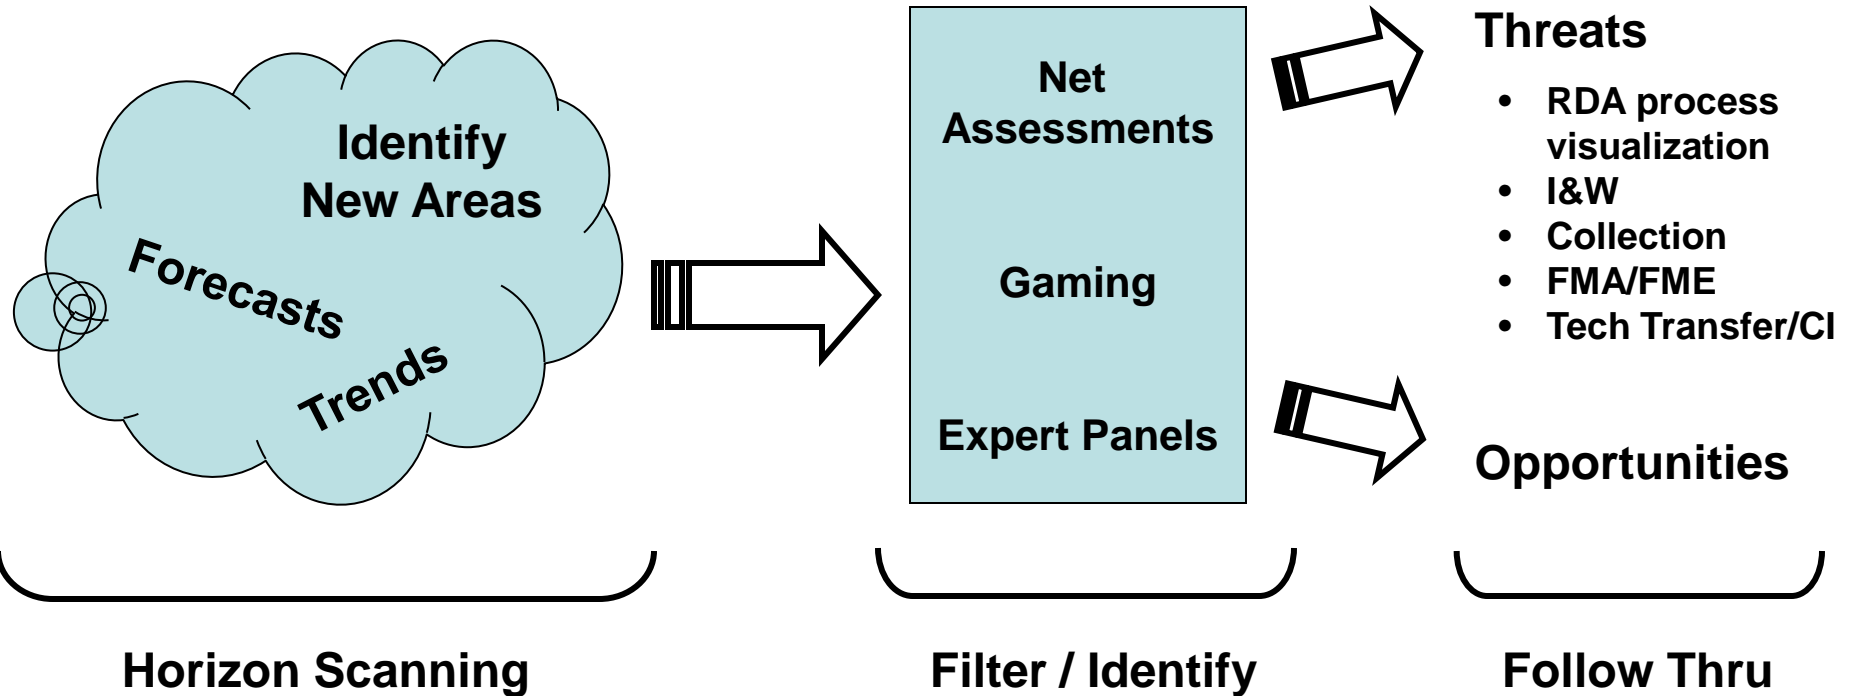 Identify
New Areas
Forecasts
Trends
Net
Assessments
Gaming
Expert Panels
Threats
• RDA process
visualization
• I&W
• Collection
• FMA/FME
• Tech Transfer/CI
Opportunities
Horizon Scanning
Filter / Identify
Follow Thru